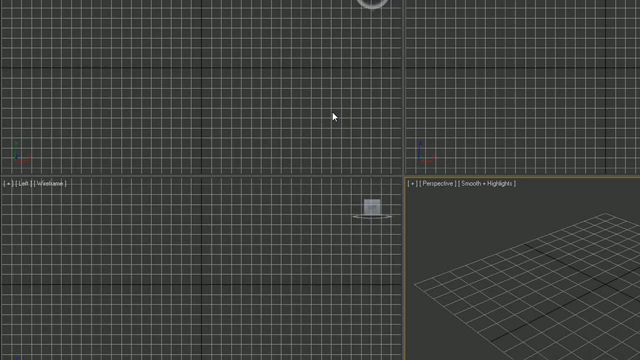 [ + ] [ Left ] [ Wireframe ]
[ + ] [ Perspective ] [ Smooth + Highlights ]